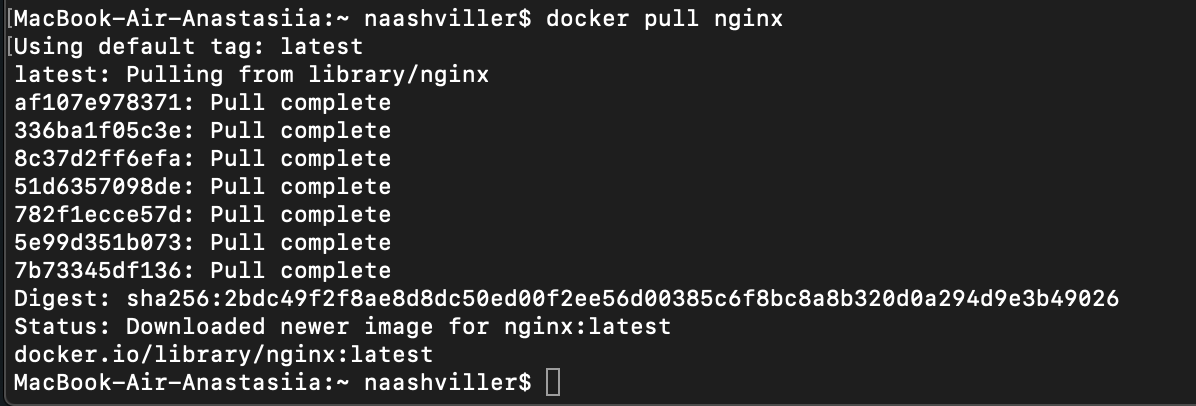 [MacBook-Air-Anastasiia:~ naashviller$ docker pull nginx
[Using default tag: latest
latest: Pulling from library/nginx
af107e978371: Pull complete
336ba1f05c3e: Pull complete
8c37d2ff6efa: Pull complete
51d6357098de: Pull complete
782f1ecce57d: Pull complete
5e99d351b073: Pull complete
7b73345df136: Pull complete
Digest: sha256:2bdc49f2f8ae8d8dc50ed00f2ee56d00385c6f8bc8a8b320d0a294d9e3b49026
Status: Downloaded newer image for nginx:latest
docker.io/library/nginx:latest
MacBook-Air-Anastasiia:~ naashviller$